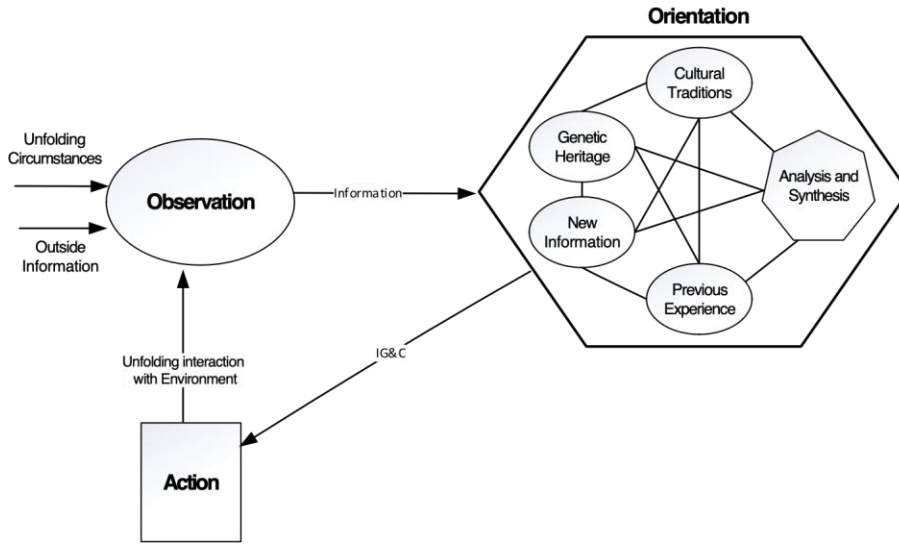 Orientation
Cultural
Traditions
Genetic
Heritage
Unfolding
Circumstances
Analysis and
Synthesis
Observation
Information
New
Information
Outside
Information
Previous
Experience
IG&C
Unfolding interaction
with Environment
Action